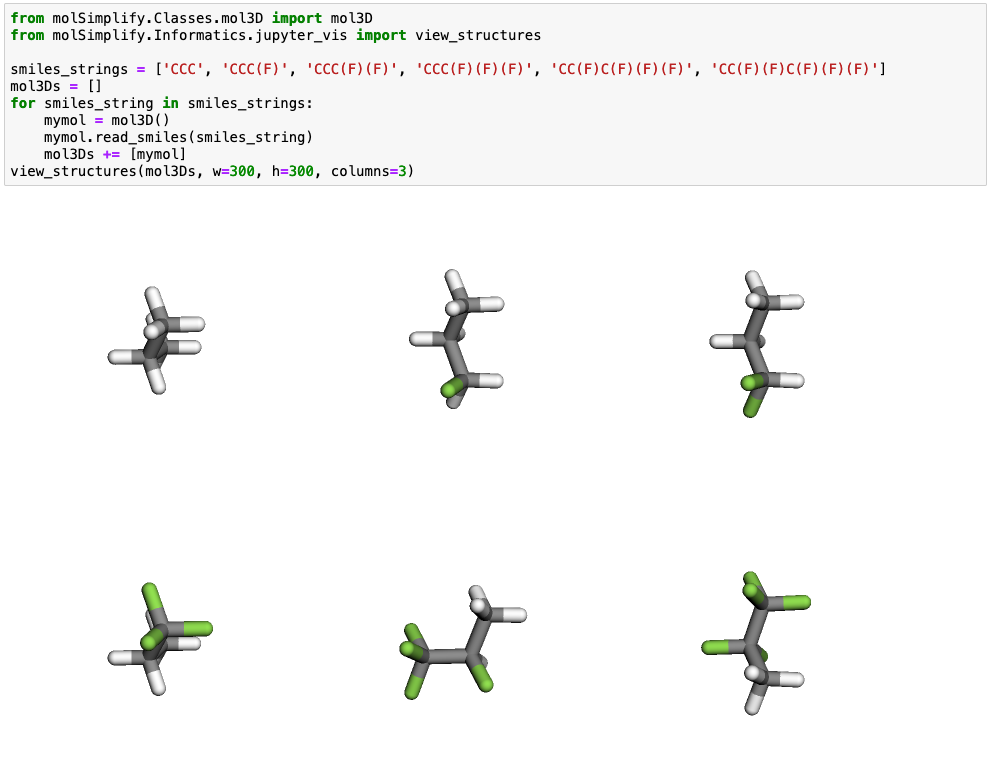 from molSimplify.Classes.mol3D import mol3D
from molSimplify.Informatics.jupyter_vis import view_structures
smiles_strings = ['CCC', 'CCC(F)', 'CCC(F)(F)', 'CCC(F)(F)(F)', 'CC(F)C(F)(F)(F)', 'CC(F)(F)C(F)(F)(F)']
mol3Ds = []
for smiles_string in smiles_strings:
    mymol = mol3D()
    mymol.read_smiles(smiles_string)
    mol3Ds += [mymol]
view_structures(mol3Ds, w=300, h=300, columns=3)